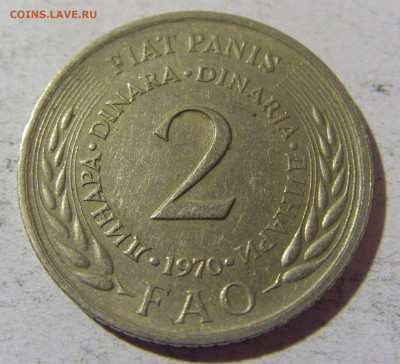 COINS.LAVE.RU
FIAT PANIS
ДИНАРА · DINARA · DINARJA · ДИНАРИ
2
· 1970 ·
FAO